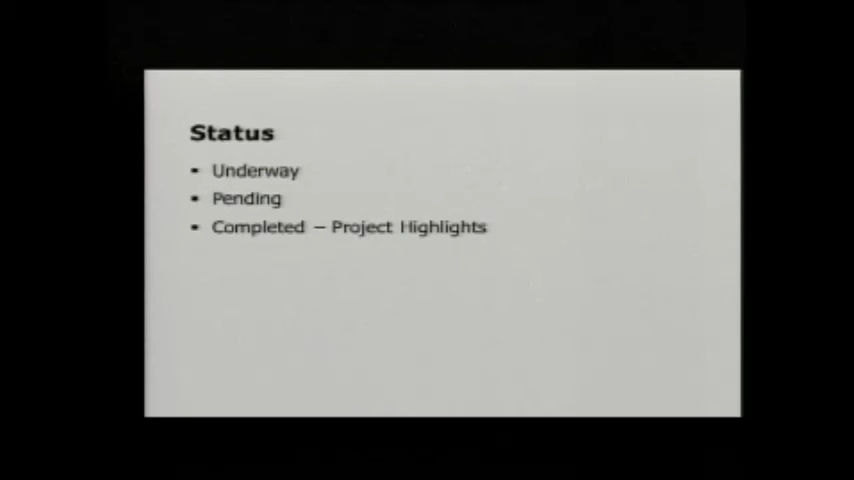 Status
▪ Underway
▪ Pending
▪ Completed – Project Highlights